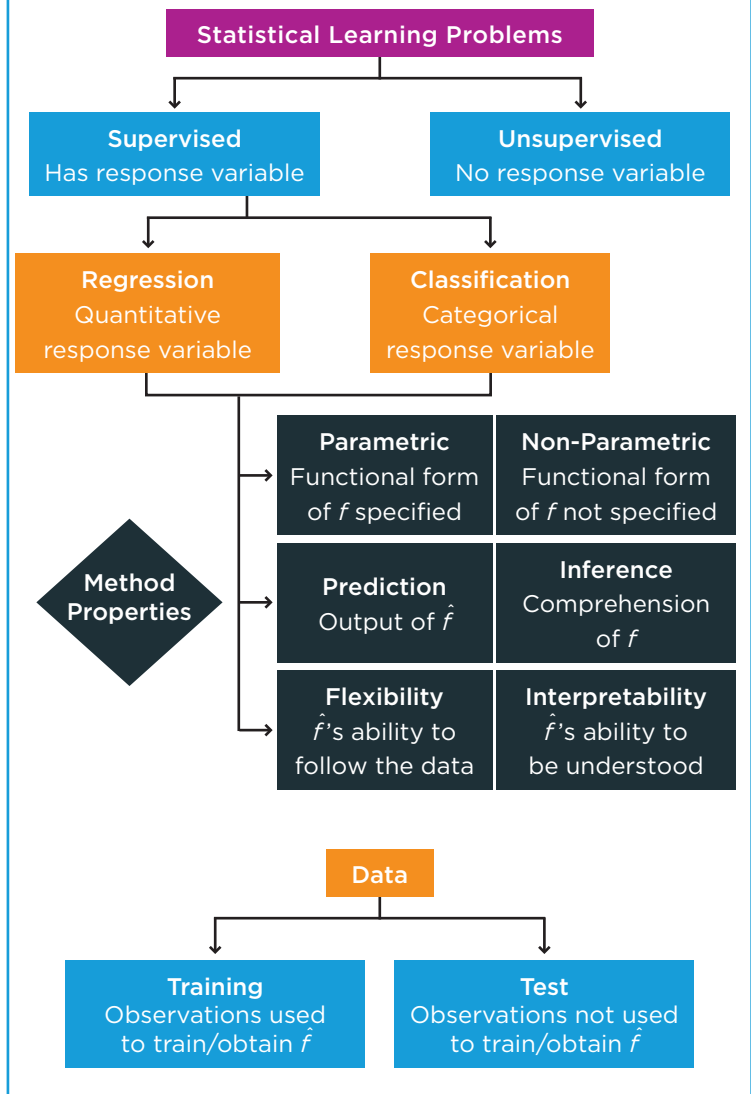 Statistical Learning Problems
Supervised
Has response variable
Unsupervised
No response variable
Regression
Quantitative
response variable
Classification
Categorical
response variable
Method
Properties
Parametric
Functional form
of f specified
Non-Parametric
Functional form
of f not specified
Prediction
Output of f̂
Inference
Comprehension
of f
Flexibility
f̂'s ability to
follow the data
Interpretability
f̂'s ability to
be understood
Data
Training
Observations used
to train/obtain f̂
Test
Observations not used
to train/obtain f̂